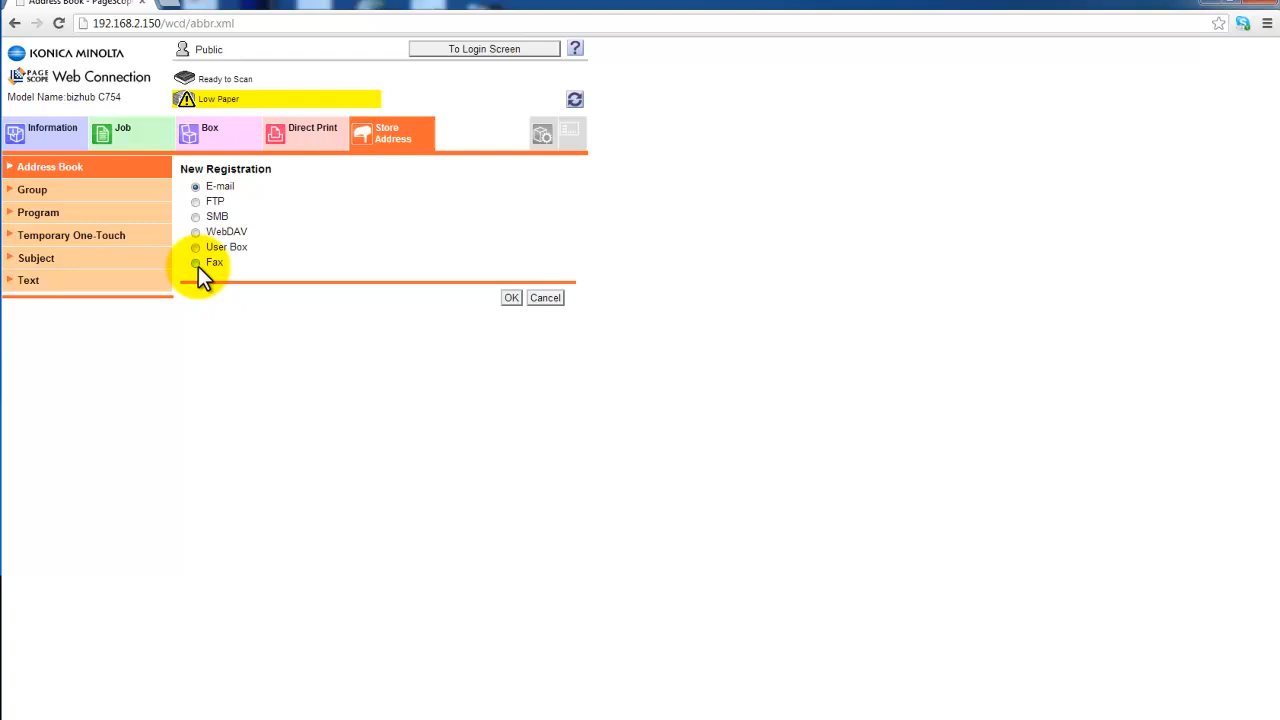 Address Book - PageScop
192.168.2.150/wcd/abbr.xml
KONICA MINOLTA
PAGE SCOPE Web Connection
Model Name:bizhub C754
Public
To Login Screen
?
Ready to Scan
Low Paper
Information
Job
Box
Direct Print
Store Address
Address Book
Group
Program
Temporary One-Touch
Subject
Text
New Registration
E-mail
FTP
SMB
WebDAV
User Box
Fax
OK
Cancel